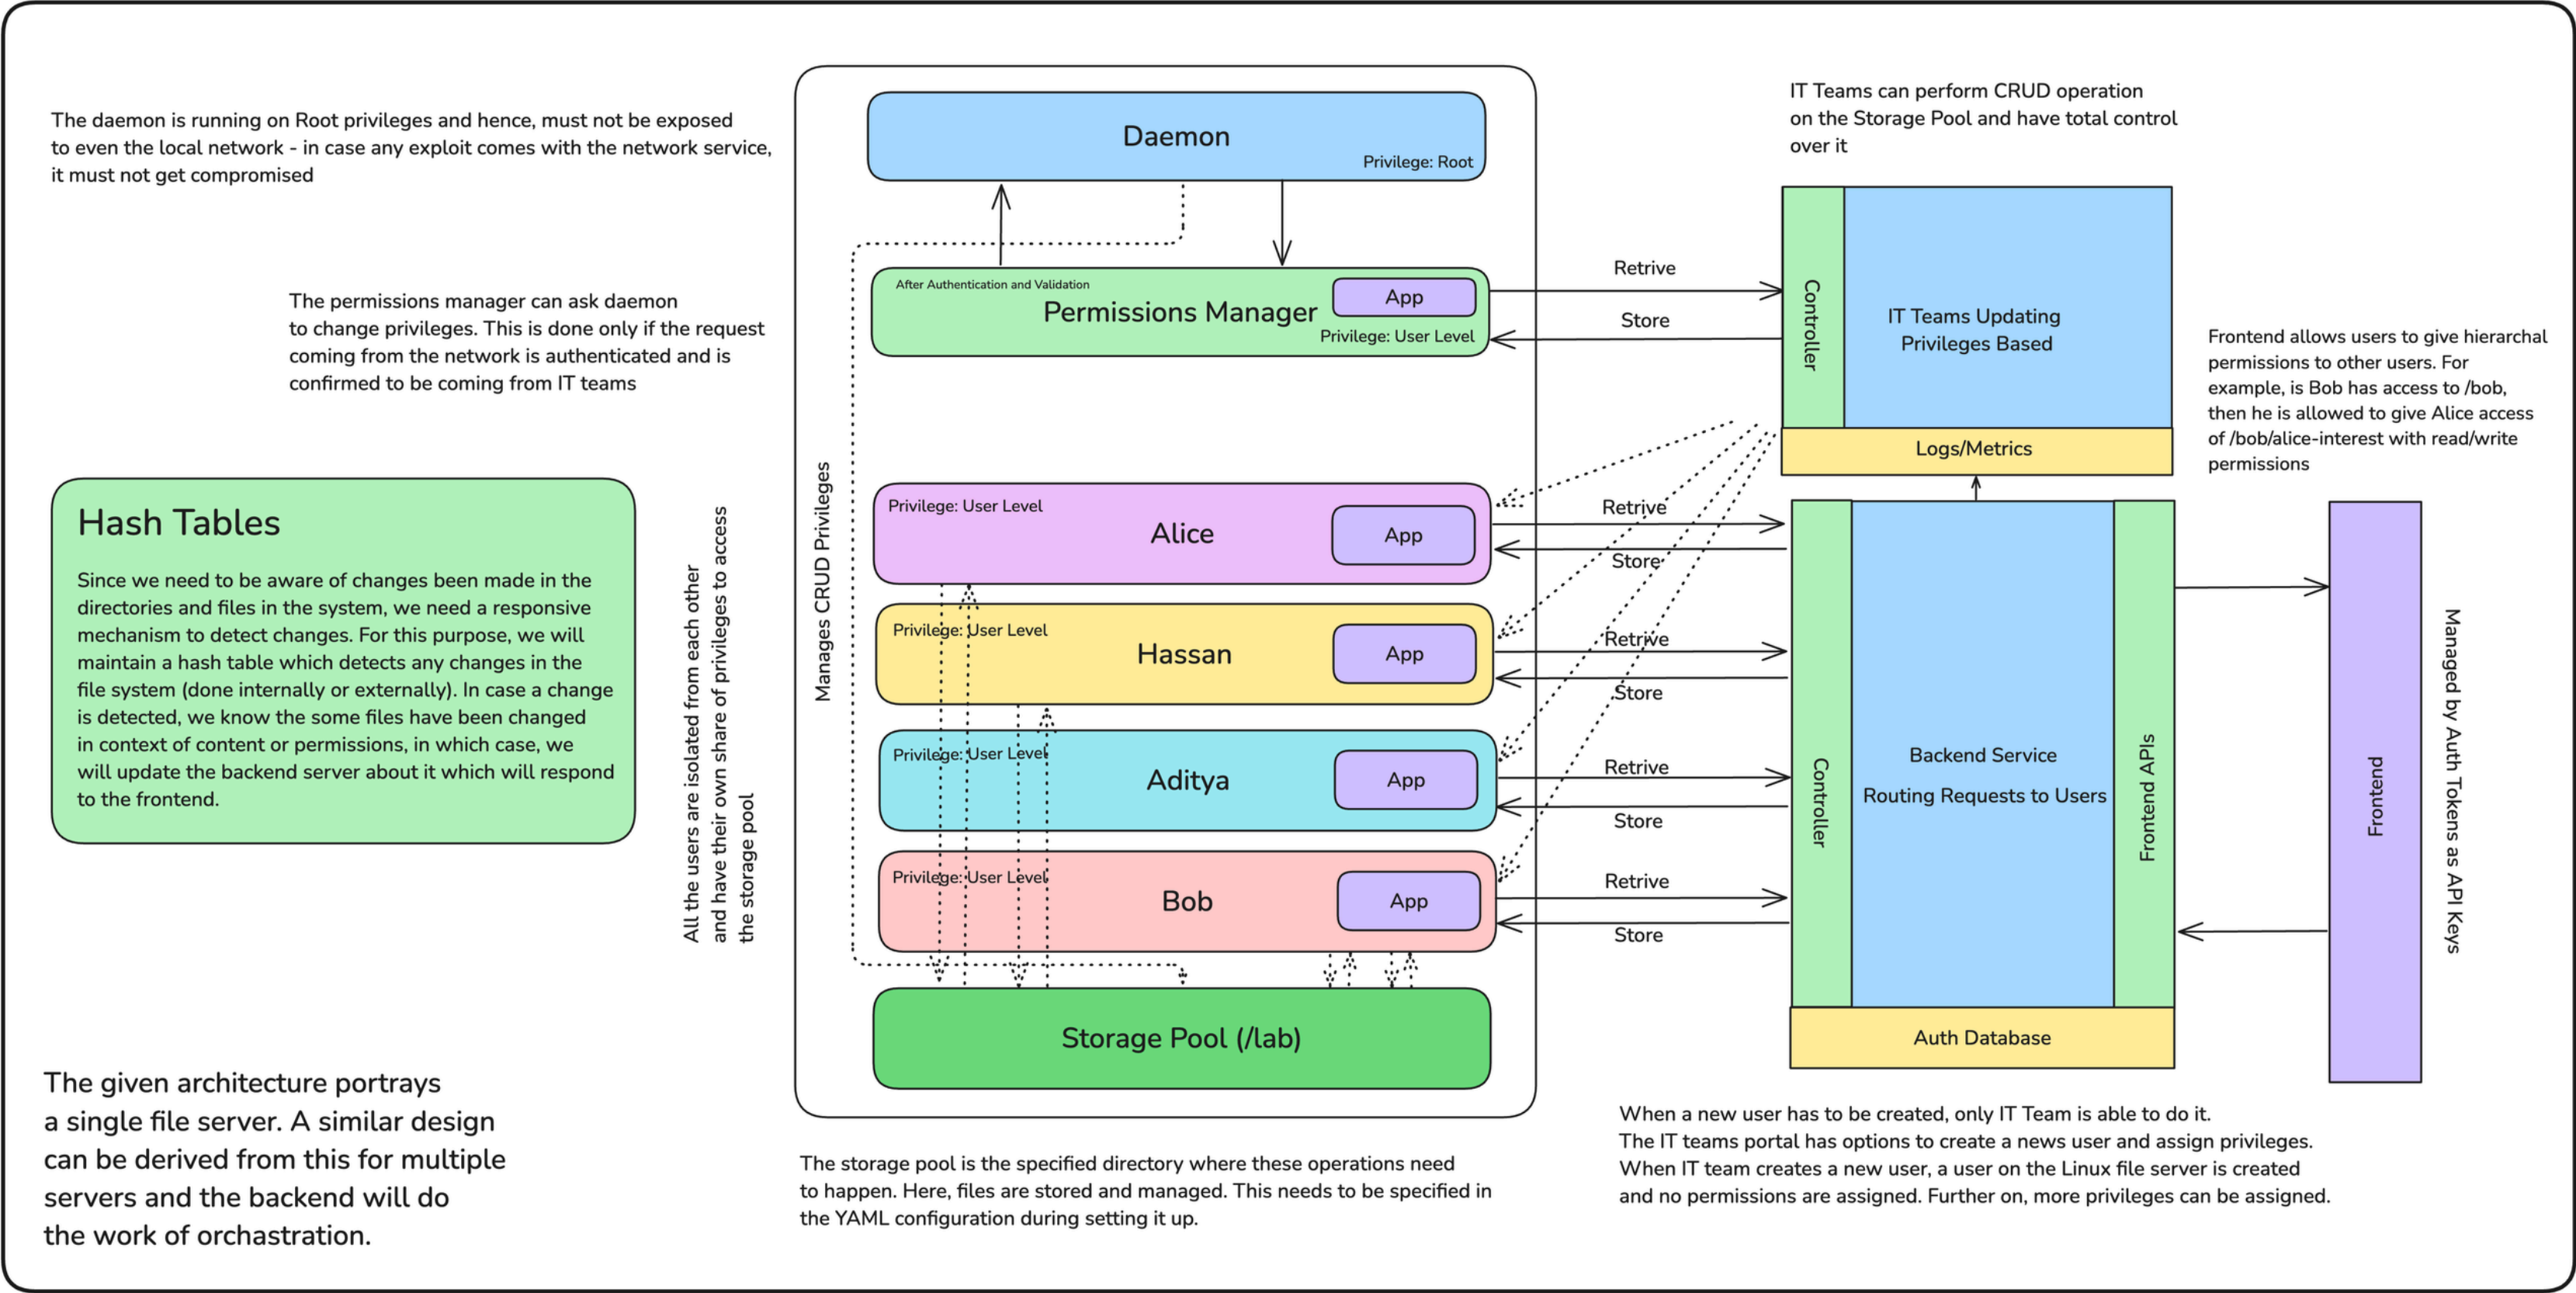 The daemon is running on Root privileges and hence, must not be exposed
to even the local network - in case any exploit comes with the network service,
it must not get compromised
The permissions manager can ask daemon
to change privileges. This is done only if the request
coming from the network is authenticated and is
confirmed to be coming from IT teams
Hash Tables
Since we need to be aware of changes been made in the
directories and files in the system, we need a responsive
mechanism to detect changes. For this purpose, we will
maintain a hash table which detects any changes in the
file system (done internally or externally). In case a change
is detected, we know the some files have been changed
in context of content or permissions, in which case, we
will update the backend server about it which will respond
to the frontend.
All the users are isolated from each other
and have their own share of privileges to access
the storage pool
The given architecture portrays
a single file server. A similar design
can be derived from this for multiple
servers and the backend will do
the work of orchastration.
Daemon
Privilege: Root
After Authentication and Validation
Permissions Manager
App
Privilege: User Level
Manages CRUD Privileges
Privilege: User Level
Alice
App
Privilege: User Level
Hassan
App
Privilege: User Level
Aditya
App
Privilege: User Level
Bob
App
Storage Pool (/lab)
The storage pool is the specified directory where these operations need
to happen. Here, files are stored and managed. This needs to be specified in
the YAML configuration during setting it up.
Retrive
Store
Retrive
Store
Retrive
Store
Retrive
Store
Retrive
Store
IT Teams can perform CRUD operation
on the Storage Pool and have total control
over it
Controller
IT Teams Updating
Privileges Based
Logs/Metrics
Controller
Backend Service
Routing Requests to Users
Frontend APIs
Auth Database
Frontend allows users to give hierarchal
permissions to other users. For
example, is Bob has access to /bob,
then he is allowed to give Alice access
of /bob/alice-interest with read/write
permissions
Frontend
Managed by Auth Tokens as API Keys
When a new user has to be created, only IT Team is able to do it.
The IT teams portal has options to create a news user and assign privileges.
When IT team creates a new user, a user on the Linux file server is created
and no permissions are assigned. Further on, more privileges can be assigned.